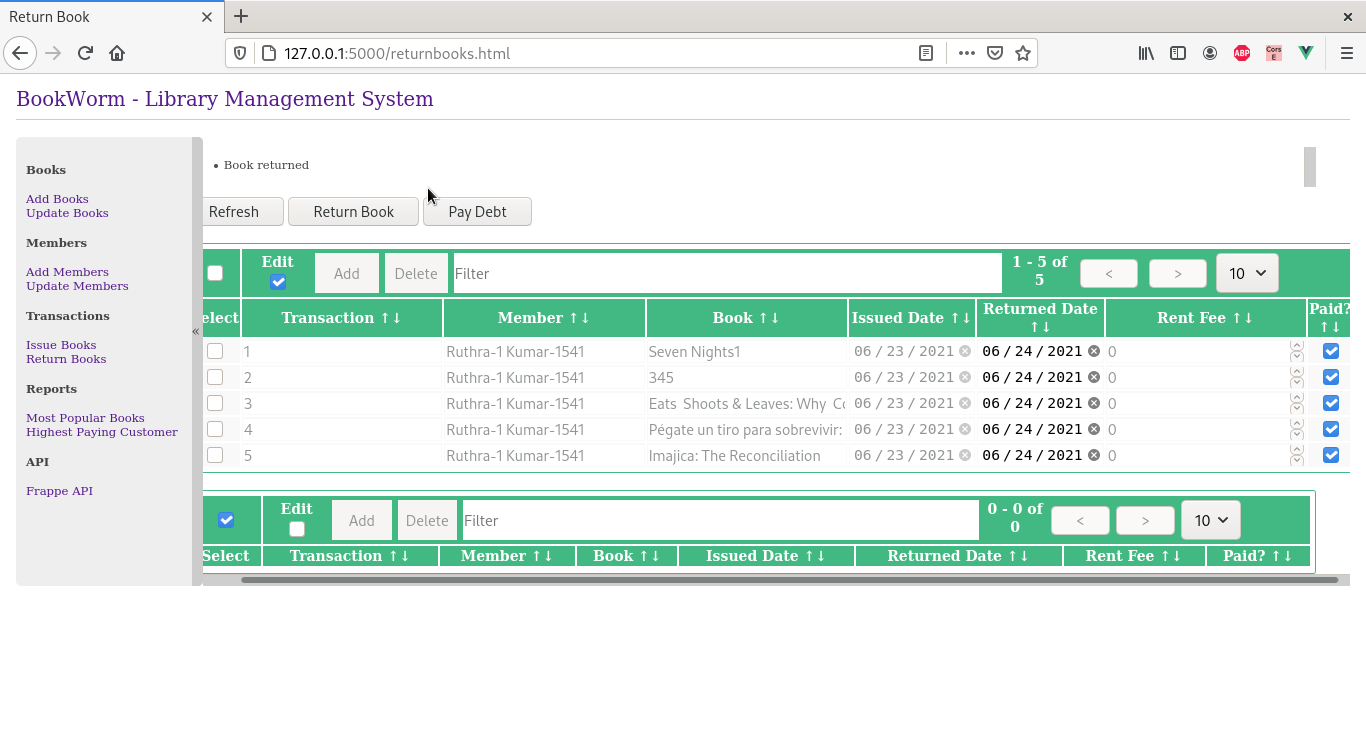 Return Book
127.0.0.1:5000/returnbooks.html
ABP
Cors E
BookWorm - Library Management System
Books
Add Books
Update Books
Members
Add Members
Update Members
Transactions
Issue Books
Return Books
Reports
Most Popular Books
Highest Paying Customer
API
Frappe API
«
• Book returned
Refresh Return Book Pay Debt
Edit Add Delete Filter 1 - 5 of 5 < > 10
elect Transaction ↑↓ Member ↑↓ Book ↑↓ Issued Date ↑↓ Returned Date ↑↓ Rent Fee ↑↓ Paid? ↑↓
1 Ruthra-1 Kumar-1541 Seven Nights1 06/23/2021 06/24/2021 0
2 Ruthra-1 Kumar-1541 345 06/23/2021 06/24/2021 0
3 Ruthra-1 Kumar-1541 Eats Shoots & Leaves: Why Co 06/23/2021 06/24/2021 0
4 Ruthra-1 Kumar-1541 Pégate un tiro para sobrevivir: 06/23/2021 06/24/2021 0
5 Ruthra-1 Kumar-1541 Imajica: The Reconciliation 06/23/2021 06/24/2021 0
Edit Add Delete Filter 0 - 0 of 0 < > 10
Select Transaction ↑↓ Member ↑↓ Book ↑↓ Issued Date ↑↓ Returned Date ↑↓ Rent Fee ↑↓ Paid? ↑↓